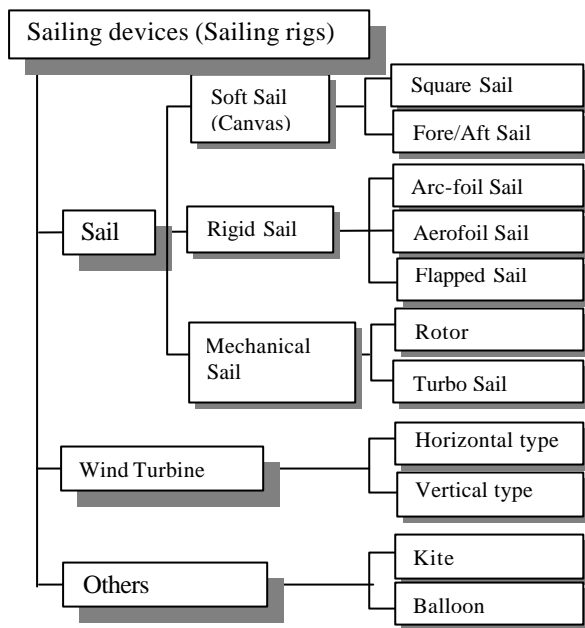 Sailing devices (Sailing rigs)
Soft Sail
(Canvas)
Square Sail
Fore/Aft Sail
Sail
Rigid Sail
Arc-foil Sail
Aerofoil Sail
Flapped Sail
Mechanical
Sail
Rotor
Turbo Sail
Wind Turbine
Horizontal type
Vertical type
Others
Kite
Balloon